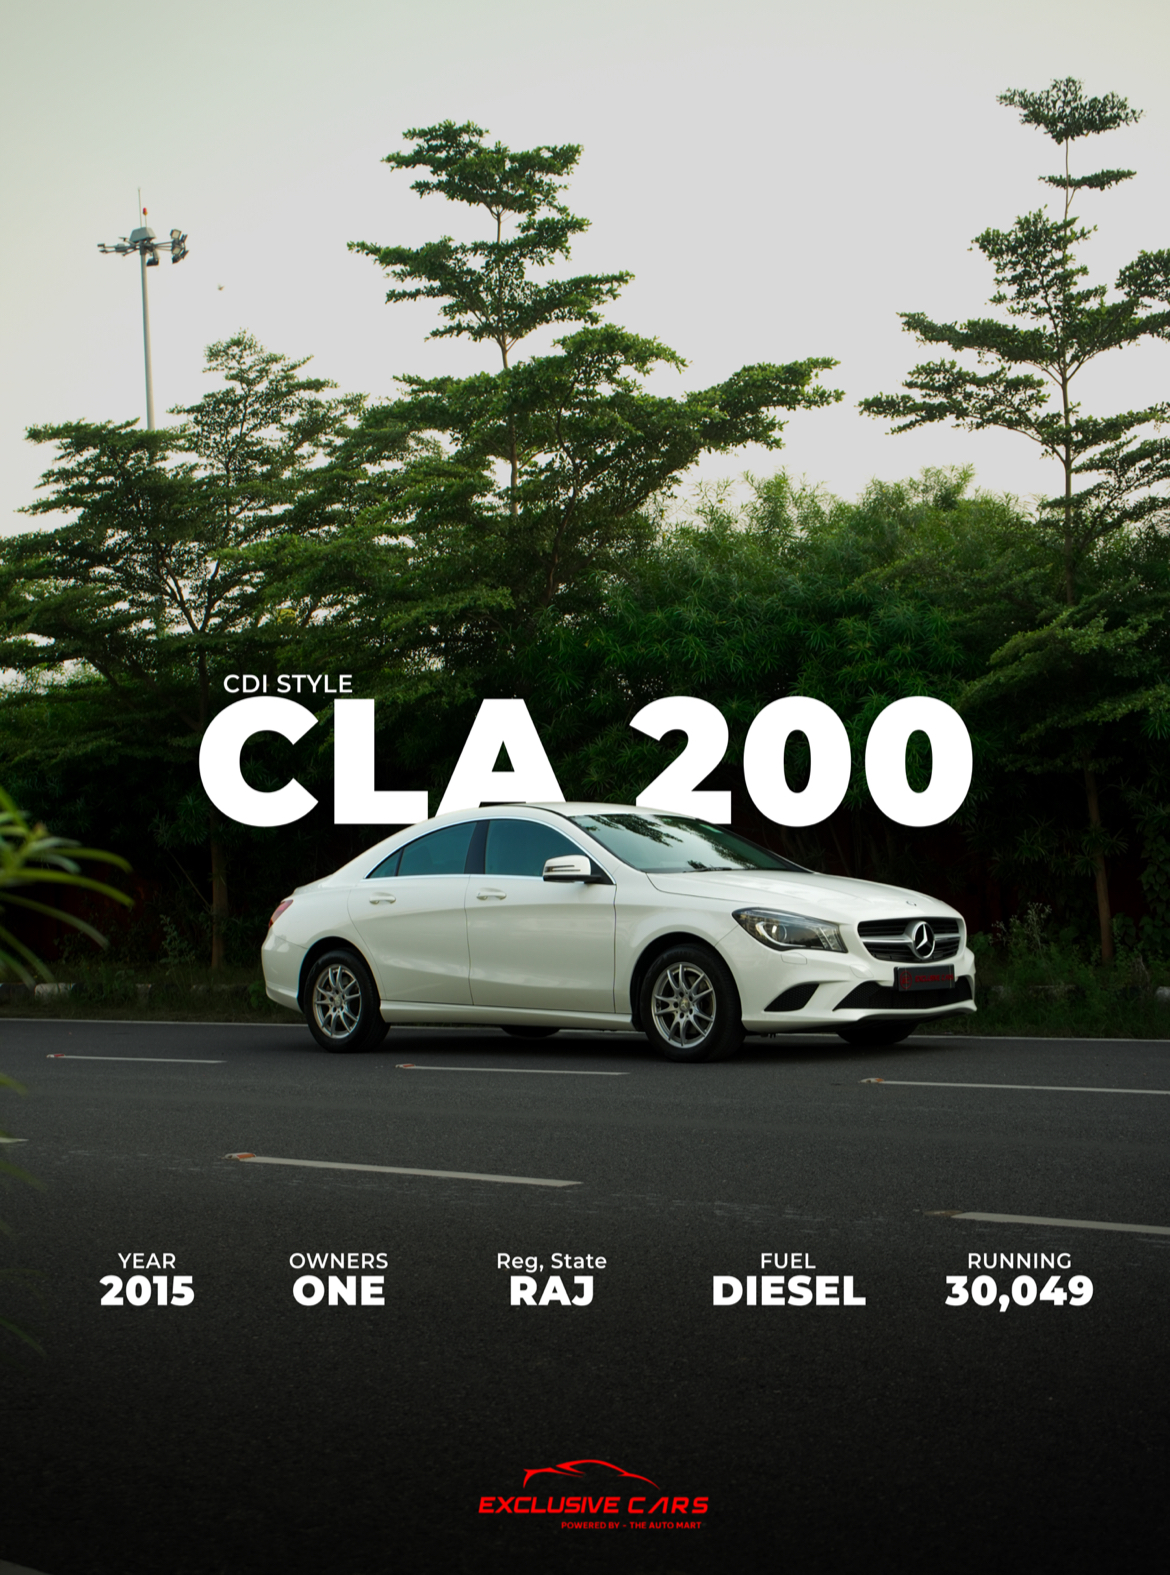 CDI STYLE
CLA 200
YEAR
2015
OWNERS
ONE
Reg, State
RAJ
FUEL
DIESEL
RUNNING
30,049
EXCLUSIVE CARS
POWERED BY - THE AUTO MART